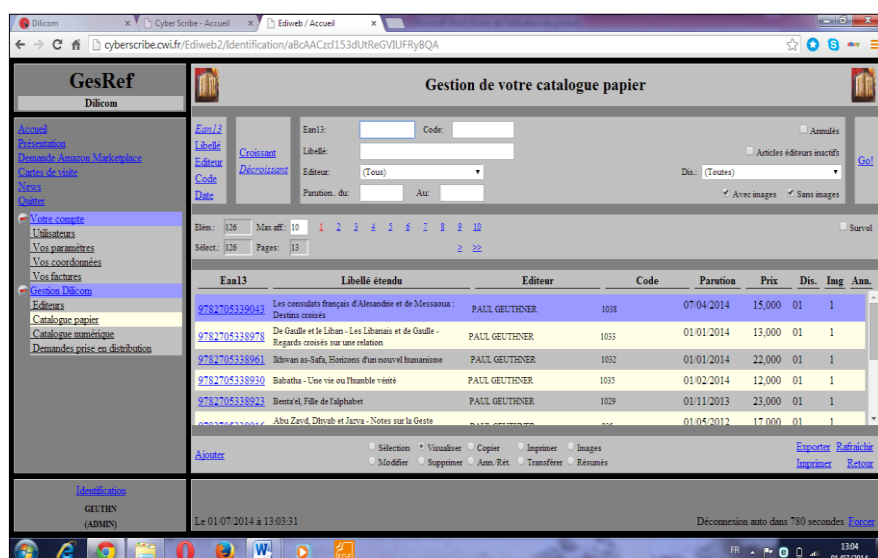 Dilicom
Cyber Scribe - Accueil
Ediweb / Accueil
cyberscribe.cwi.fr/Ediweb2/Identification/aBcAACzcl153dUtReGVlUFRyBQA
GesRef
Dilicom
Gestion de votre catalogue papier
Accueil
Présentation
Demande Amazon Marketplace
Cartes de visite
News
Quitter
Votre compte
Utilisateurs
Vos paramètres
Vos coordonnées
Vos factures
Gestion Dilicom
Editeurs
Catalogue papier
Catalogue numérique
Demandes prise en distribution
Ean13
Libellé
Editeur
Code
Date
Croissant
Décroissant
Ean13: Code: Annulés
Libellé: Articles éditeurs inactifs
Editeur: (Tous) Dis.: (Toutes)
Parution.. du: Au: Avec images Sans images
Go!
Elém.: 126 Max aff.: 10 1 2 3 4 5 6 7 8 9 10 Survol
Sélect.: 126 Pages: 13 > >>
Ean13 Libellé étendu Editeur Code Parution Prix Dis. Img Ann.
9782705339043 Les consulats français d'Alexandrie et de Messaoua : Destins croisés PAUL GEUTHNER 1038 07/04/2014 15,000 01 1
9782705338978 De Gaulle et le Liban - Les Libanais et de Gaulle - Regards croisés sur une relation PAUL GEUTHNER 1033 01/01/2014 13,000 01 1
9782705338961 Ikhwan as-Safa, Horizons d'un nouvel humanisme PAUL GEUTHNER 1032 01/01/2014 22,000 01 1
9782705338930 Babatha - Une vie ou l'humble vérité PAUL GEUTHNER 1035 01/02/2014 12,000 01 1
9782705338923 Benta'el, Fille de l'alphabet PAUL GEUTHNER 1029 01/11/2013 23,000 01 1
Abu Zayd, Dhyab et Jazya - Notes sur la Geste 01/05/2012 17,000 01 1
Ajouter
Sélection Visualiser Copier Imprimer Images
Modifier Supprimer Ann./Rét. Transférer Résumés
Exporter Rafraichir
Imprimer Retour
Identification
GEUTHN
(ADMIN)
Le 01/07/2014 à 13:03:31
Déconnexion auto dans 780 secondes Forcer
FR
13:04
01/07/2014